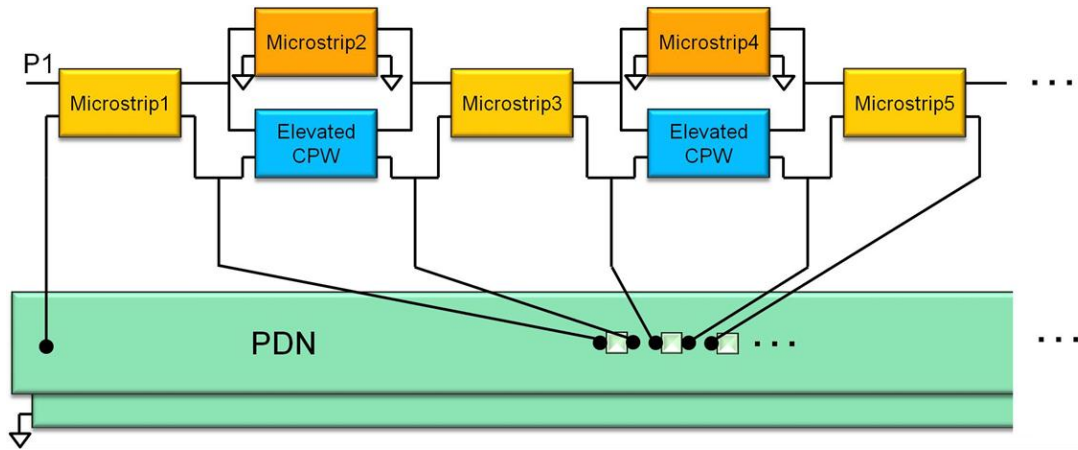 Microstrip2
Microstrip4
P1
Microstrip1
Microstrip3
Microstrip5
Elevated
CPW
Elevated
CPW
PDN